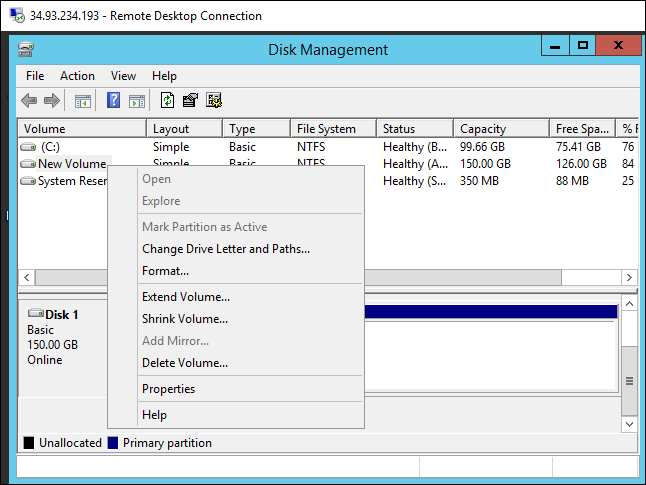 34.93.234.193 - Remote Desktop Connection
Disk Management
File Action View Help
Volume Layout Type File System Status Capacity Free Spa... % F
(C:) Simple Basic NTFS Healthy (B... 99.66 GB 75.41 GB 76
New Volume Simple Basic NTFS Healthy (A... 150.00 GB 126.00 GB 84
System Reser Healthy (S... 350 MB 88 MB 25
Open
Explore
Mark Partition as Active
Change Drive Letter and Paths...
Format...
Extend Volume...
Shrink Volume...
Add Mirror...
Delete Volume...
Properties
Help
Disk 1
Basic
150.00 GB
Online
Unallocated Primary partition